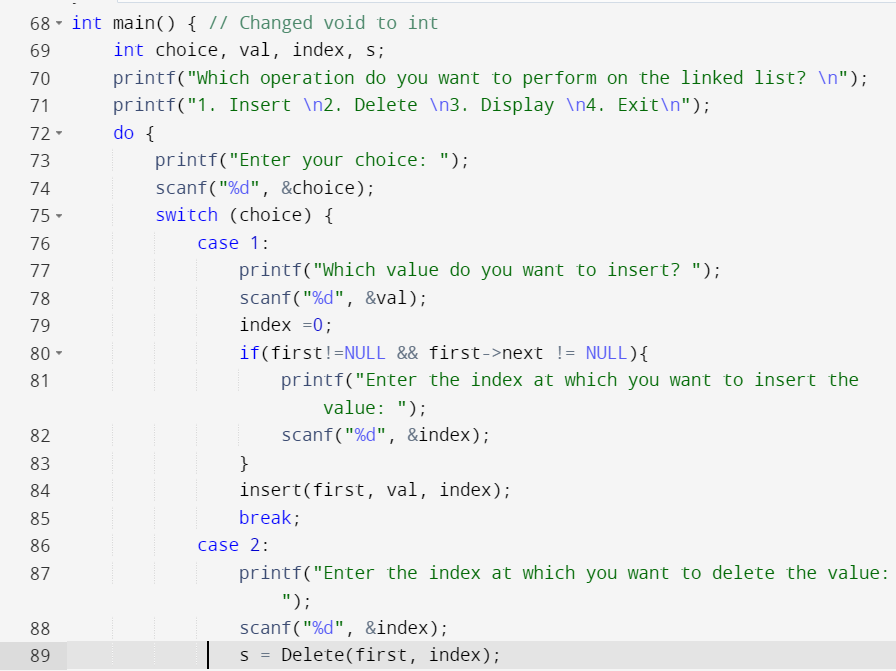 68 int main() { // Changed void to int
69 int choice, val, index, s;
70 printf("Which operation do you want to perform on the linked list? \n");
71 printf("1. Insert \n2. Delete \n3. Display \n4. Exit\n");
72 do {
73 printf("Enter your choice: ");
74 scanf("%d", &choice);
75 switch (choice) {
76 case 1:
77 printf("Which value do you want to insert? ");
78 scanf("%d", &val);
79 index =0;
80 if(first!=NULL && first->next != NULL){
81 printf("Enter the index at which you want to insert the
value: ");
82 scanf("%d", &index);
83 }
84 insert(first, val, index);
85 break;
86 case 2:
87 printf("Enter the index at which you want to delete the value:
");
88 scanf("%d", &index);
89 s = Delete(first, index);